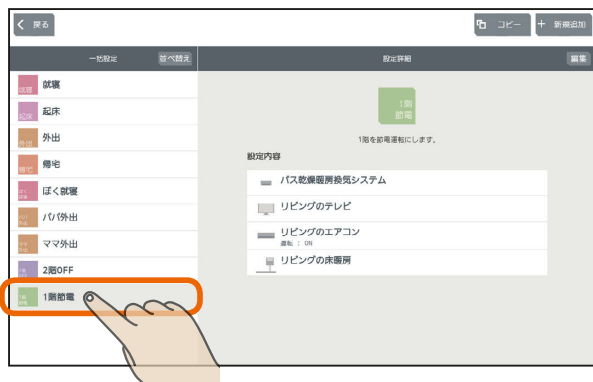 戻る
コピー
新規追加
一括設定
並べ替え
設定詳細
編集
就寝 就寝
起床 起床
外出 外出
帰宅 帰宅
ぼく就寝
パパ外出
ママ外出
2階OFF
1階節電
1階
節電
1階を節電運転にします。
設定内容
バス乾燥暖房換気システム
リビングのテレビ
リビングのエアコン
運転 : ON
リビングの床暖房